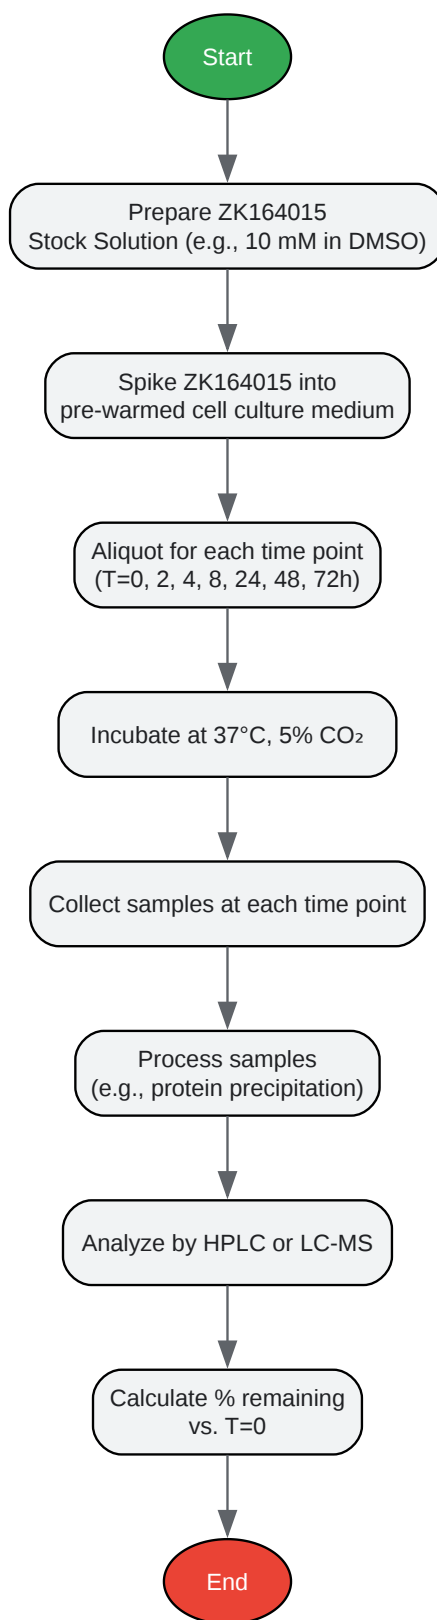 Start
Prepare ZK164015
Stock Solution (e.g., 10 mM in DMSO)
Spike ZK164015 into
pre-warmed cell culture medium
Aliquot for each time point
(T=0, 2, 4, 8, 24, 48, 72h)
Incubate at 37°C, 5% CO₂
Collect samples at each time point
Process samples
(e.g., protein precipitation)
Analyze by HPLC or LC-MS
Calculate % remaining
vs. T=0
End